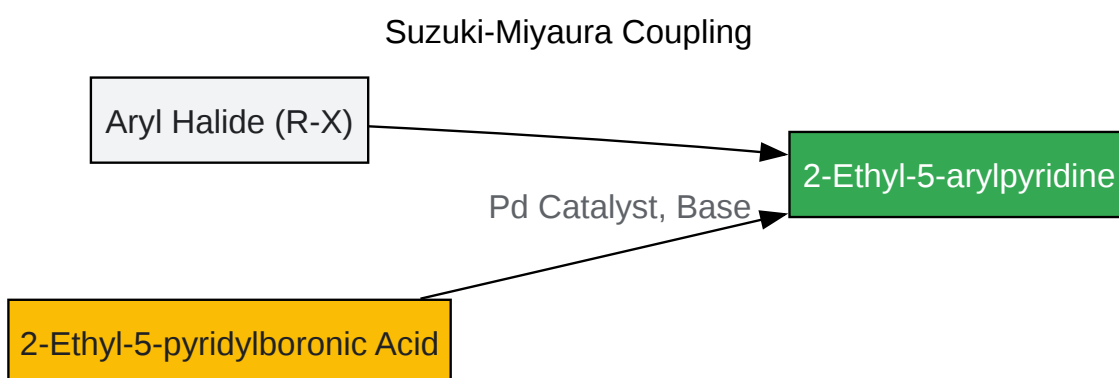 Suzuki-Miyaura Coupling
Aryl Halide (R-X)
2-Ethyl-5-arylpyridine
Pd Catalyst, Base
2-Ethyl-5-pyridylboronic Acid